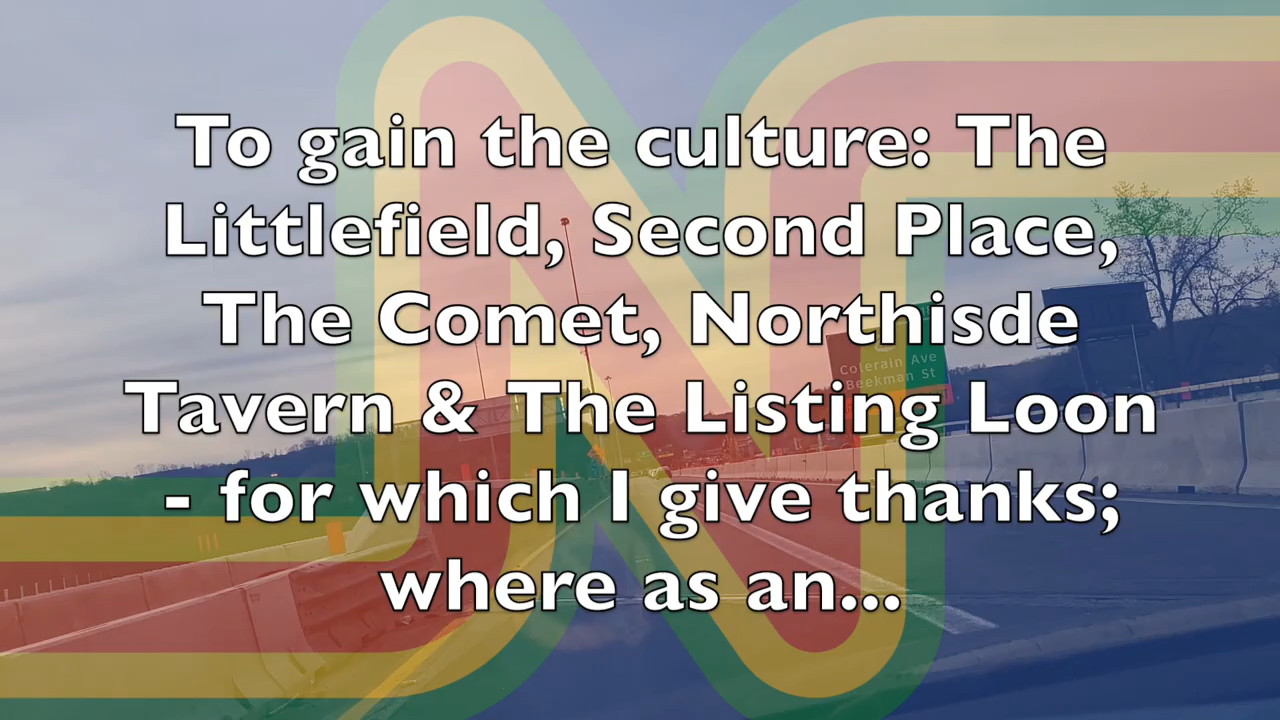 To gain the culture: The
Littlefield, Second Place,
The Comet, Northisde
Tavern & The Listing Loon
- for which I give thanks;
where as an...
Colerain Ave
Beekman St